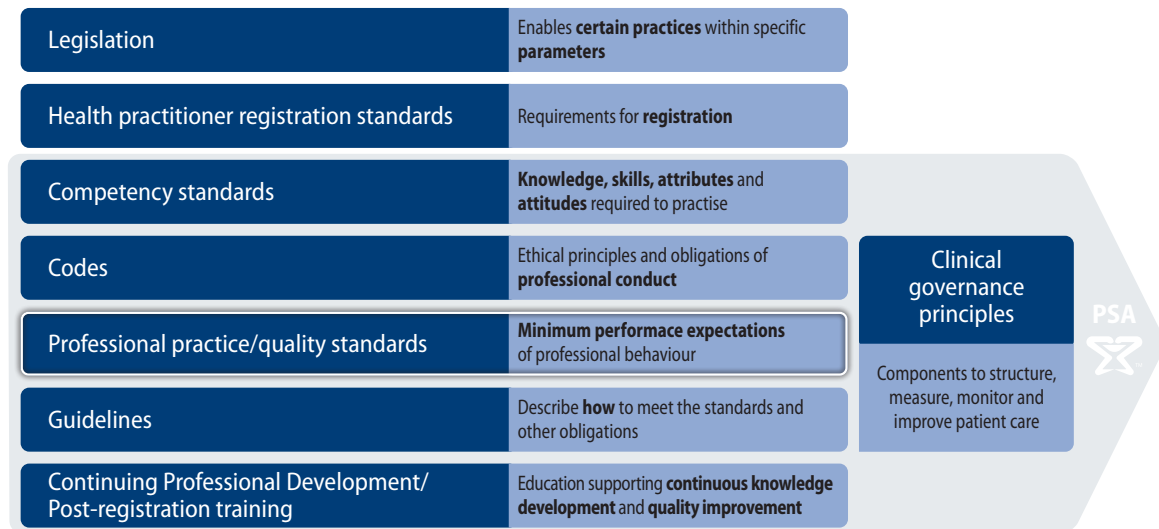 Legislation
Enables certain practices within specific
parameters
Health practitioner registration standards
Requirements for registration
Competency standards
Knowledge, skills, attributes and
attitudes required to practise
Codes
Ethical principles and obligations of
professional conduct
Professional practice/quality standards
Minimum performace expectations
of professional behaviour
Guidelines
Describe how to meet the standards and
other obligations
Continuing Professional Development/
Post-registration training
Education supporting continuous knowledge
development and quality improvement
Clinical
governance
principles
Components to structure,
measure, monitor and
improve patient care
PSA